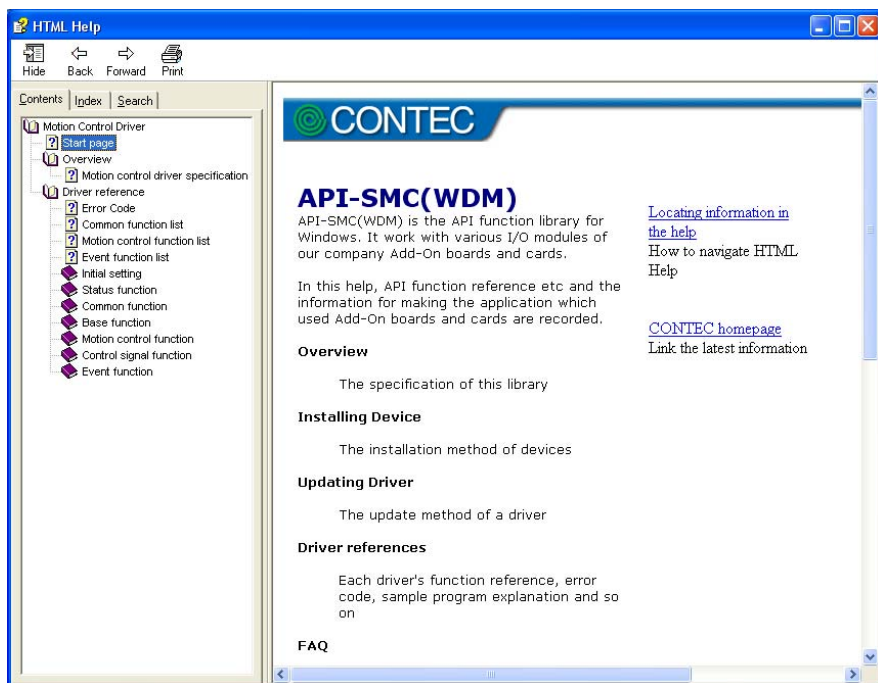 HTML Help
Hide Back Forward Print
Contents Index Search
Motion Control Driver
Start page
Overview
Motion control driver specification
Driver reference
Error Code
Common function list
Motion control function list
Event function list
Initial setting
Status function
Common function
Base function
Motion control function
Control signal function
Event function
CONTEC
API-SMC(WDM)
API-SMC(WDM) is the API function library for
Windows. It work with various I/O modules of
our company Add-On boards and cards.
In this help, API function reference etc and the
information for making the application which
used Add-On boards and cards are recorded.
Overview
The specification of this library
Installing Device
The installation method of devices
Updating Driver
The update method of a driver
Driver references
Each driver's function reference, error
code, sample program explanation and so
on
FAQ
Locating information in
the help
How to navigate HTML
Help
CONTEC homepage
Link the latest information